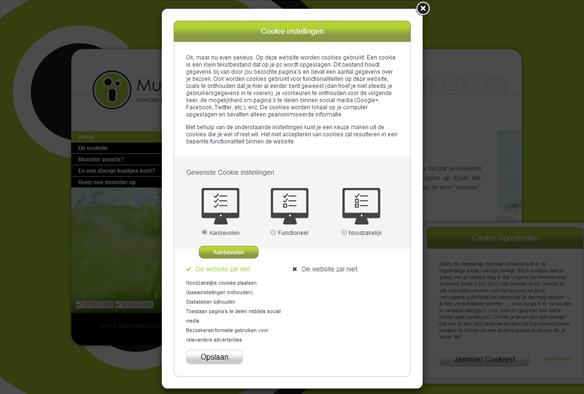 Cookie instellingen
Ok, maar nu even serieus. Op deze website worden cookies gebruikt. Een cookie
is een klein tekstbestand dat op je pc wordt opgeslagen. Dit bestand houdt
gegevens bij van door jou bezochte pagina's en bevat een aantal gegevens over
je bezoek. Ook worden cookies gebruikt voor functionaliteiten op deze website,
zoals te onthouden dat je hier al eerder bent geweest (dan hoef je niet steeds je
gebruikersgegevens in te voeren), je voorkeuren te onthouden voor de volgende
keer, de mogelijkheid om pagina's te delen binnen social media (Google+,
Facebook, Twitter, etc.), enz. De cookies worden lokaal op je computer
opgeslagen en bevatten alleen geanonimiseerde informatie.
Met behulp van de onderstaande instellingen kunt je een keuze maken uit de
cookies die je wel of niet wil. Het niet accepteren van cookies zal resulteren in een
beperkte functionaliteit binnen de website.
Gewenste Cookie instellingen
Aanbevolen
Functioneel
Noodzakelijk
Aanbevolen
De website zal wel:
De website zal niet:
Noodzakelijke cookies plaatsen
(basisinstellingen onthouden)
Statistieken bijhouden
Toestaan pagina's te delen middels social
media
Bezoekersinformatie gebruiken voor
relevantere advertenties
Opslaan
Mu
concep
home
De evolutie
Monster waarte?
En een doosje koekjes kost?
Roep een monster op
Cookie ingrediënten
Jammie! Cookies!